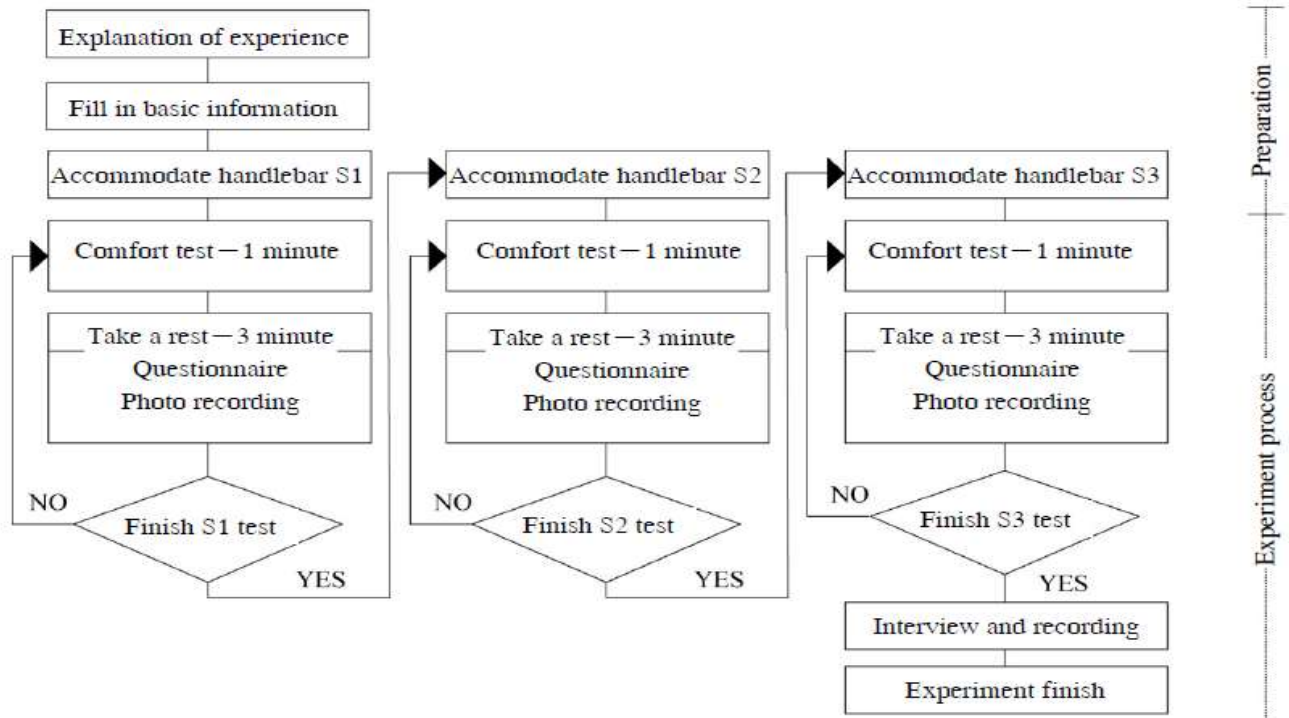 Explanation of experience
Fill in basic information
Accommodate handlebar S1
Comfort test—1 minute
Take a rest—3 minute
Questionnaire
Photo recording
NO
Finish S1 test
YES
Accommodate handlebar S2
Comfort test—1 minute
Take a rest—3 minute
Questionnaire
Photo recording
NO
Finish S2 test
YES
Accommodate handlebar S3
Comfort test—1 minute
Take a rest—3 minute
Questionnaire
Photo recording
NO
Finish S3 test
YES
Interview and recording
Experiment finish
Preparation
Experiment process